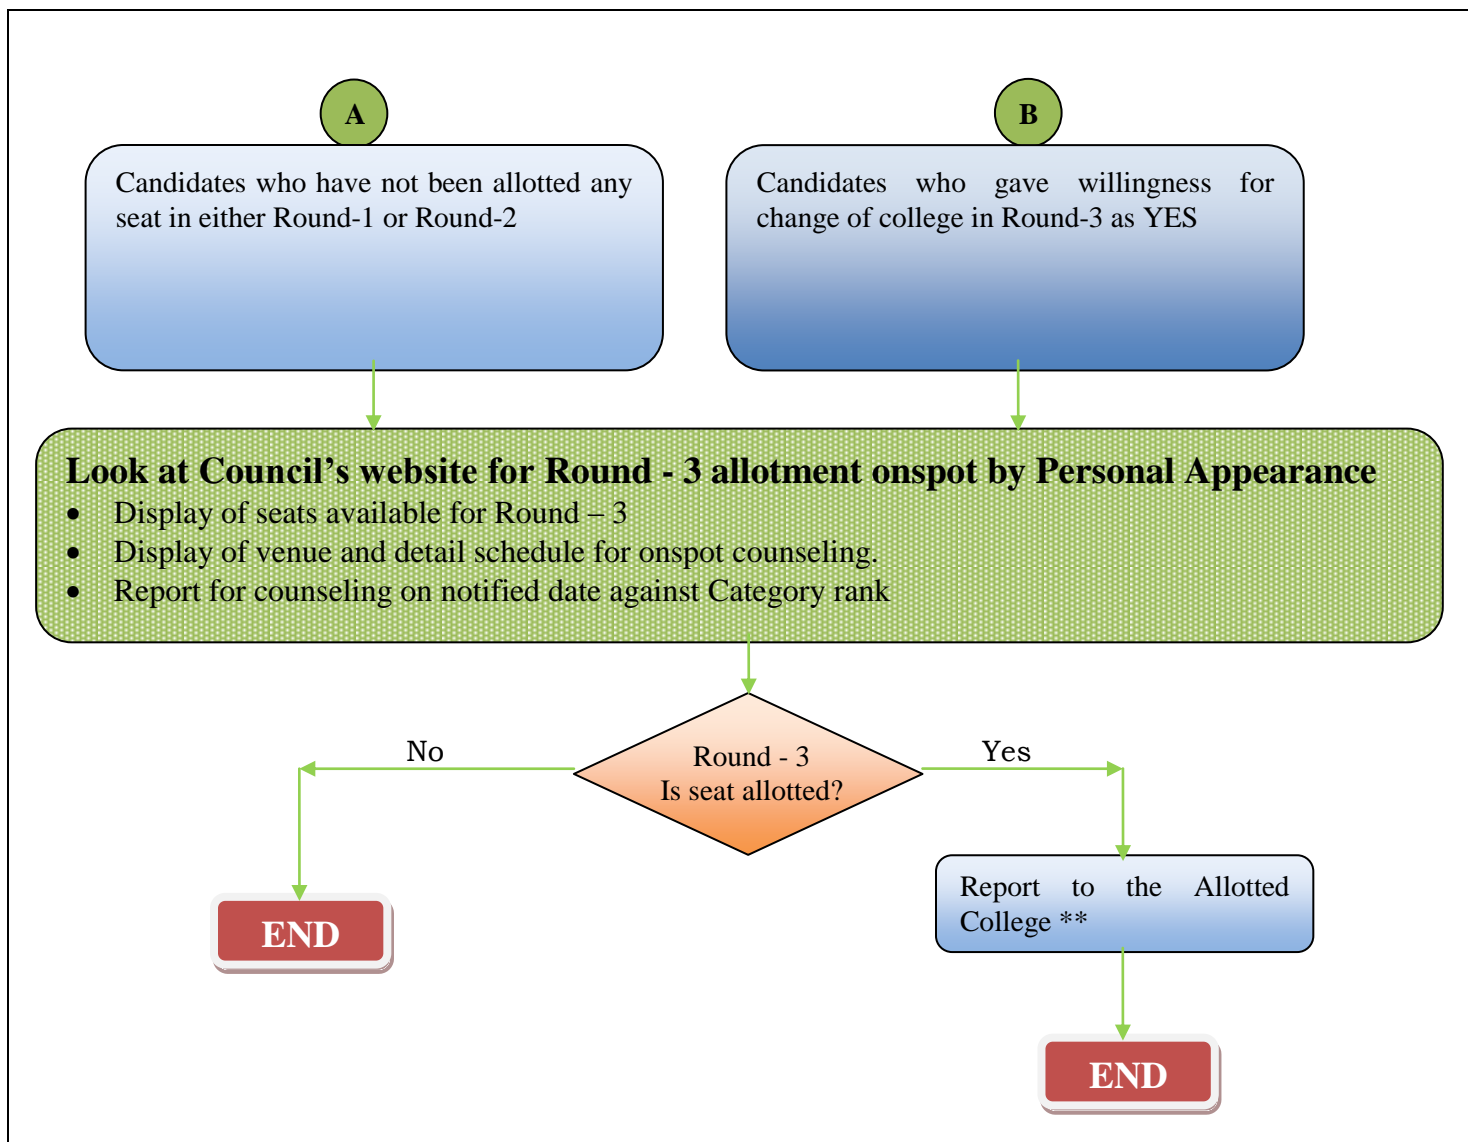 A
B
Candidates who have not been allotted any
seat in either Round-1 or Round-2
Candidates who gave willingness for
change of college in Round-3 as YES
Look at Council’s website for Round - 3 allotment onspot by Personal Appearance
• Display of seats available for Round – 3
• Display of venue and detail schedule for onspot counseling.
• Report for counseling on notified date against Category rank
No
Round - 3
Is seat allotted?
Yes
Report to the Allotted
College **
END
END